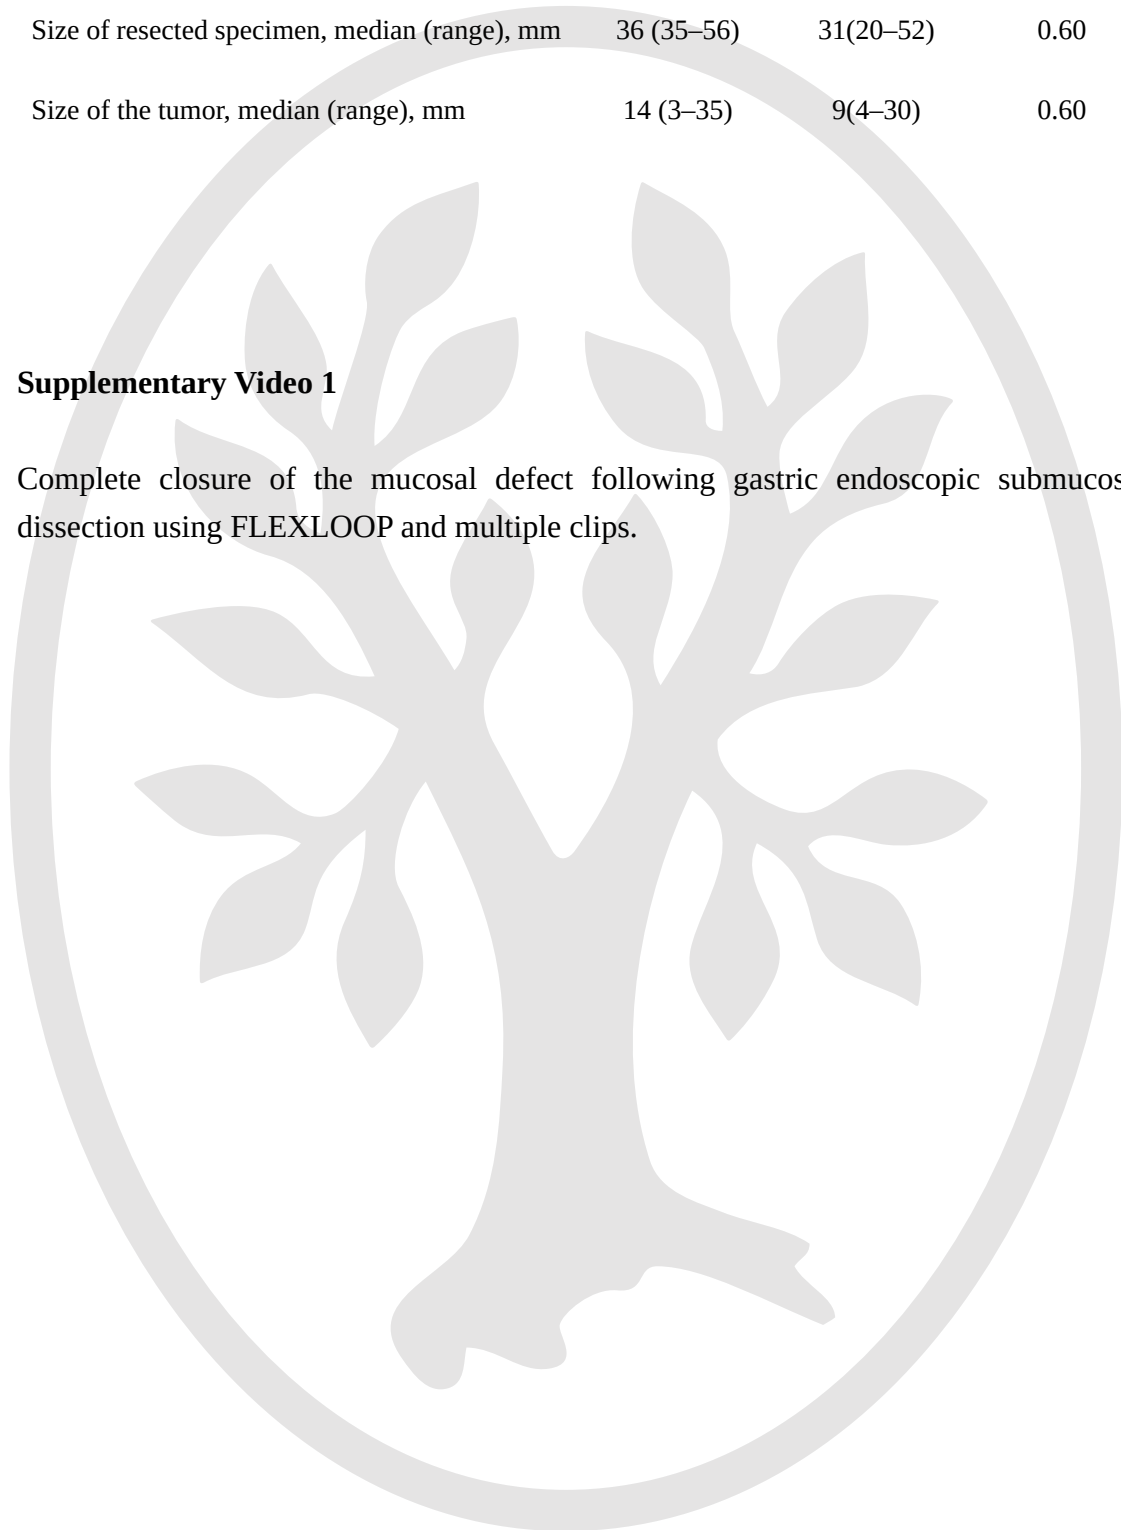 Size of resected specimen, median (range), mm 36 (35–56) 31(20–52) 0.60
Size of the tumor, median (range), mm 14 (3–35) 9(4–30) 0.60
Supplementary Video 1
Complete closure of the mucosal defect following gastric endoscopic submucos
dissection using FLEXLOOP and multiple clips.